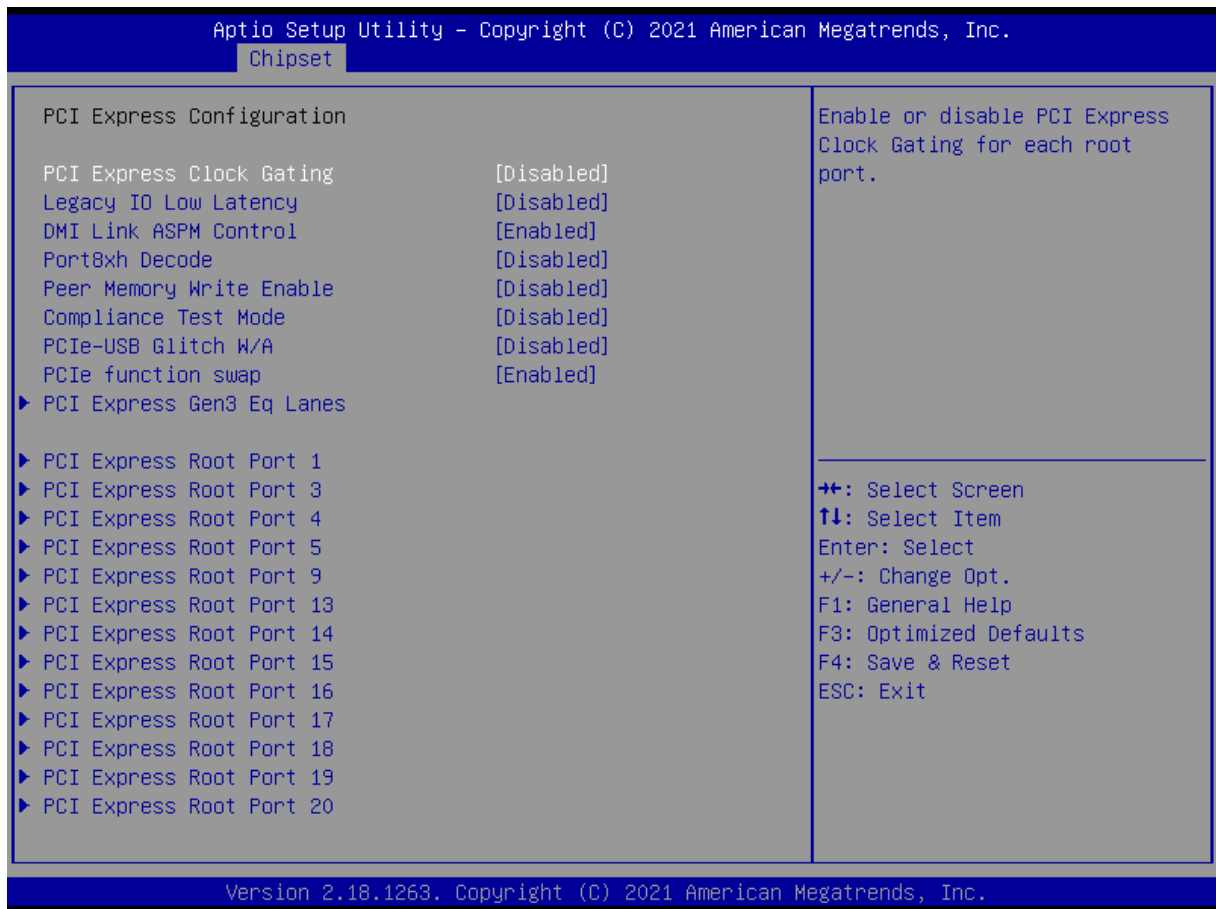 Aptio Setup Utility – Copyright (C) 2021 American Megatrends, Inc.
Chipset
PCI Express Configuration
PCI Express Clock Gating [Disabled]
Legacy IO Low Latency [Disabled]
DMI Link ASPM Control [Enabled]
Port8xh Decode [Disabled]
Peer Memory Write Enable [Disabled]
Compliance Test Mode [Disabled]
PCIe-USB Glitch W/A [Disabled]
PCIe function swap [Enabled]
PCI Express Gen3 Eq Lanes
PCI Express Root Port 1
PCI Express Root Port 3
PCI Express Root Port 4
PCI Express Root Port 5
PCI Express Root Port 9
PCI Express Root Port 13
PCI Express Root Port 14
PCI Express Root Port 15
PCI Express Root Port 16
PCI Express Root Port 17
PCI Express Root Port 18
PCI Express Root Port 19
PCI Express Root Port 20
Enable or disable PCI Express
Clock Gating for each root
port.
→←: Select Screen
↑↓: Select Item
Enter: Select
+/-: Change Opt.
F1: General Help
F3: Optimized Defaults
F4: Save & Reset
ESC: Exit
Version 2.18.1263. Copyright (C) 2021 American Megatrends, Inc.